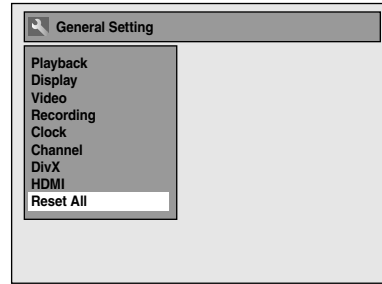 General Setting
Playback
Display
Video
Recording
Clock
Channel
DivX
HDMI
Reset All